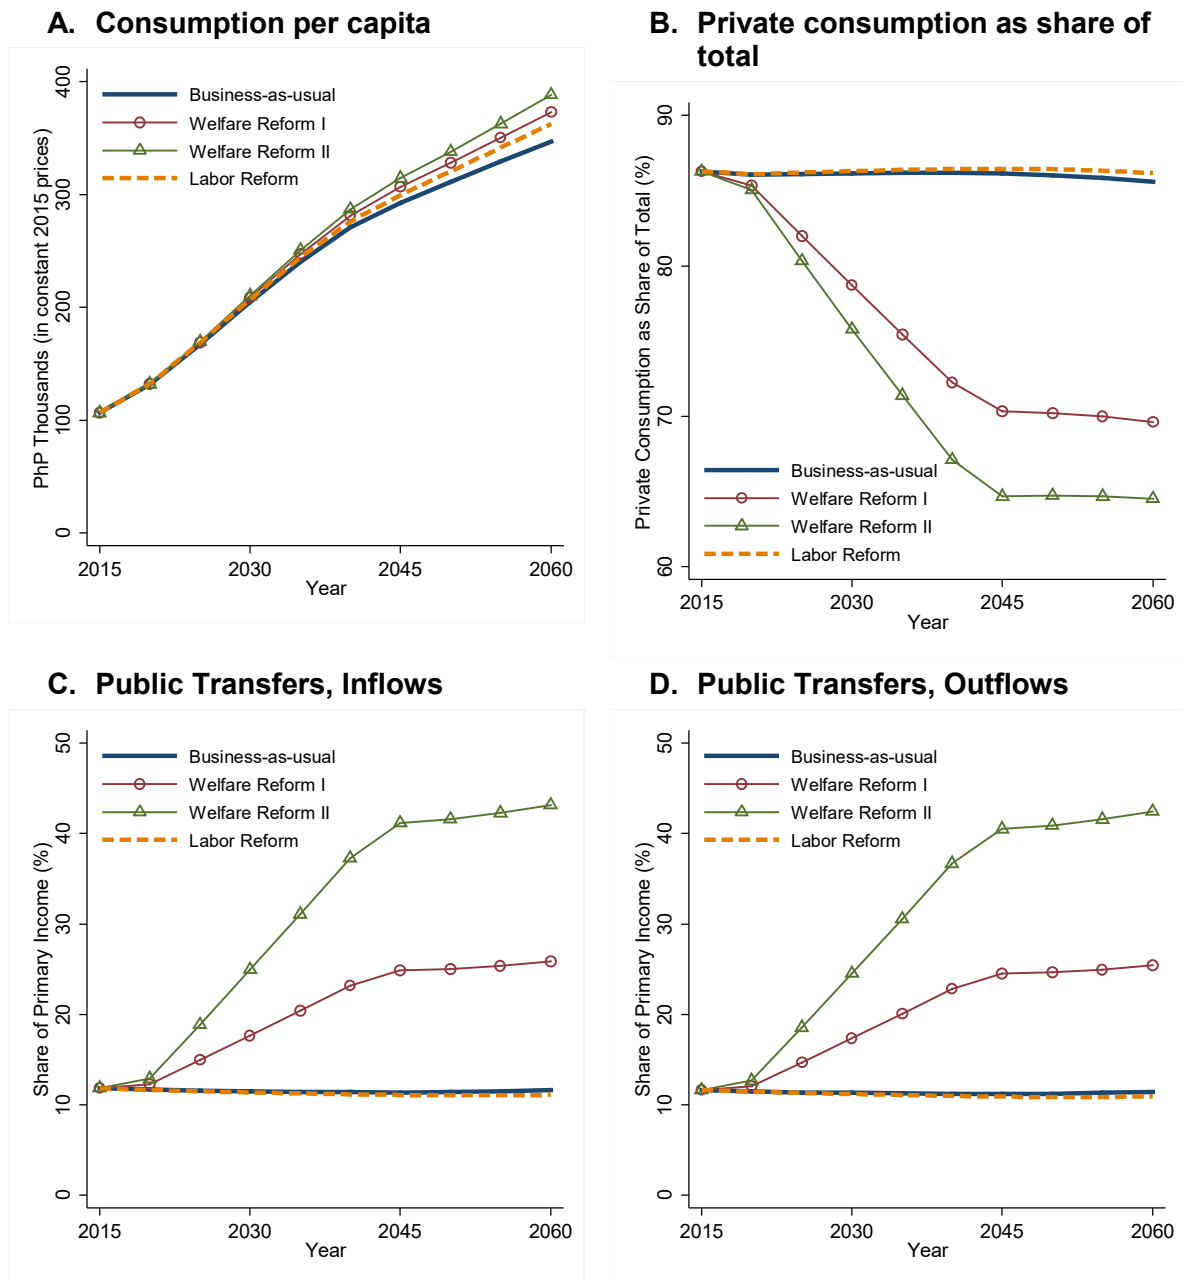 A. Consumption per capita
400
300
200
100
0
PhP Thousands (in constant 2015 prices)
Business-as-usual
Welfare Reform I
Welfare Reform II
Labor Reform
2015 2030 2045 2060
Year
B. Private consumption as share of
total
90
80
70
60
Private Consumption as Share of Total (%)
Business-as-usual
Welfare Reform I
Welfare Reform II
Labor Reform
2015 2030 2045 2060
Year
C. Public Transfers, Inflows
50
40
30
20
10
0
Share of Primary Income (%)
Business-as-usual
Welfare Reform I
Welfare Reform II
Labor Reform
2015 2030 2045 2060
Year
D. Public Transfers, Outflows
50
40
30
20
10
0
Share of Primary Income (%)
Business-as-usual
Welfare Reform I
Welfare Reform II
Labor Reform
2015 2030 2045 2060
Year